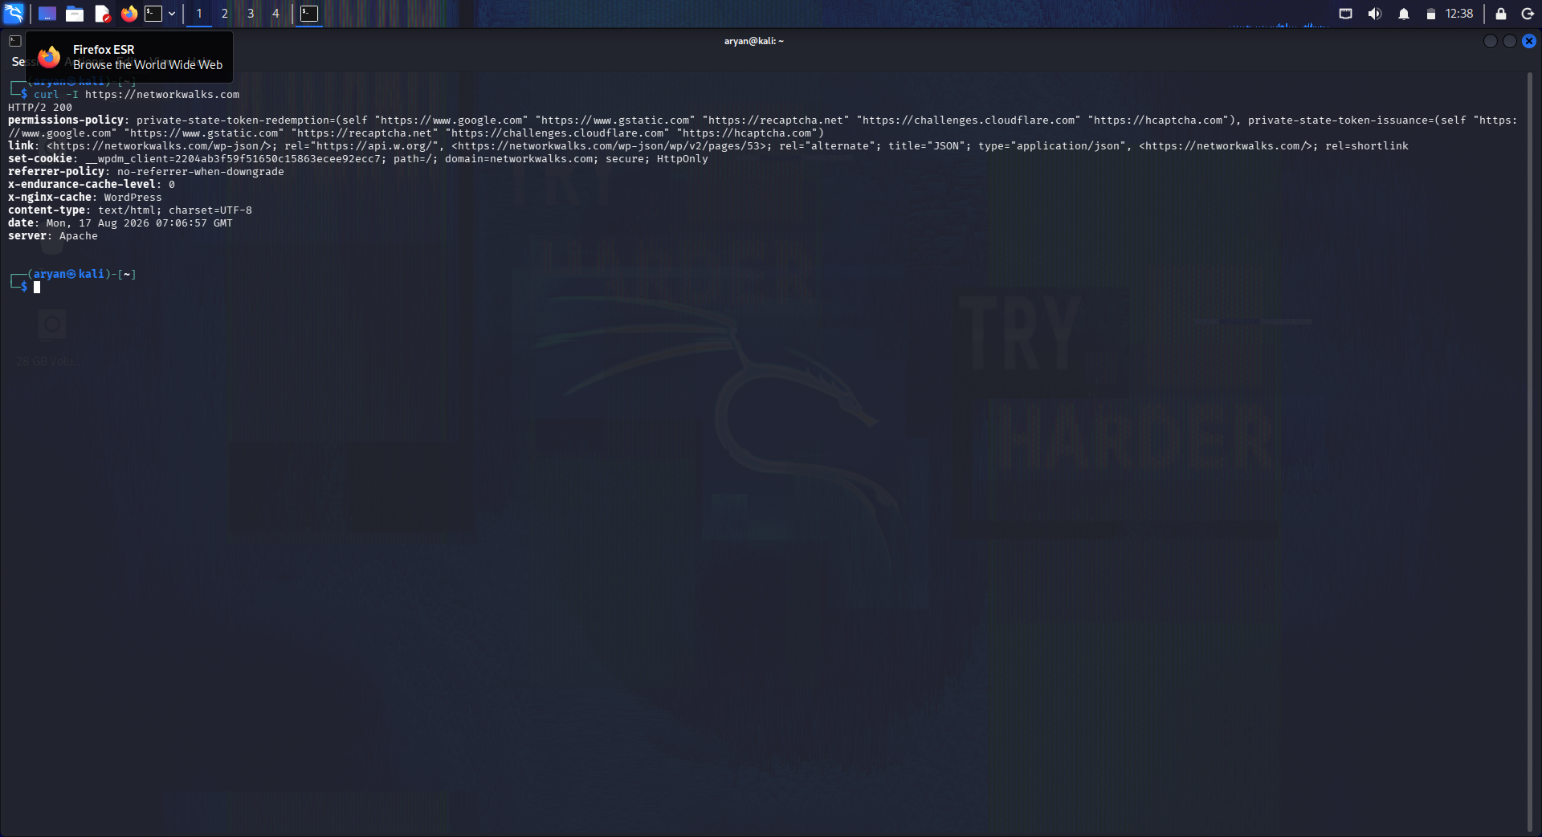 1 2 3 4 12:38
aryan@kali: ~
Firefox ESR
Browse the World Wide Web
┌──(aryan㉿kali)-[~]
└─$ curl -I https://networkwalks.com
HTTP/2 200
permissions-policy: private-state-token-redemption=(self "https://www.google.com" "https://www.gstatic.com" "https://recaptcha.net" "https://challenges.cloudflare.com" "https://hcaptcha.com"), private-state-token-issuance=(self "https:
//www.google.com" "https://www.gstatic.com" "https://recaptcha.net" "https://challenges.cloudflare.com" "https://hcaptcha.com")
link: <https://networkwalks.com/wp-json/>; rel="https://api.w.org/", <https://networkwalks.com/wp-json/wp/v2/pages/53>; rel="alternate"; title="JSON"; type="application/json", <https://networkwalks.com/>; rel=shortlink
set-cookie: __wpdm_client=2204ab3f59f51650c15863ecee92ecc7; path=/; domain=networkwalks.com; secure; HttpOnly
referrer-policy: no-referrer-when-downgrade
x-endurance-cache-level: 0
x-nginx-cache: WordPress
content-type: text/html; charset=UTF-8
date: Mon, 17 Aug 2026 07:06:57 GMT
server: Apache
┌──(aryan㉿kali)-[~]
└─$
TRY
HARDER
TRY
HARDER
28 GB Volu...